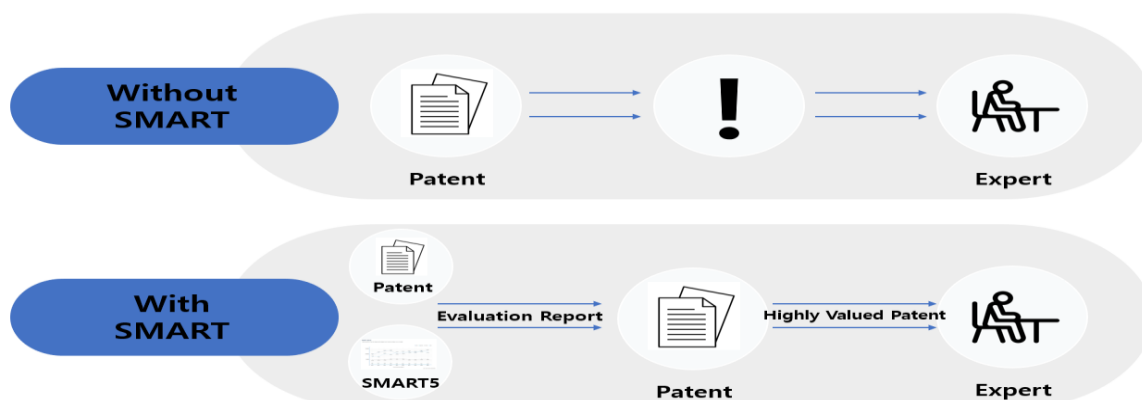 Without
SMART
Patent
!
Expert
With
SMART
Patent
SMART5
Evaluation Report
Patent
Highly Valued Patent
Expert